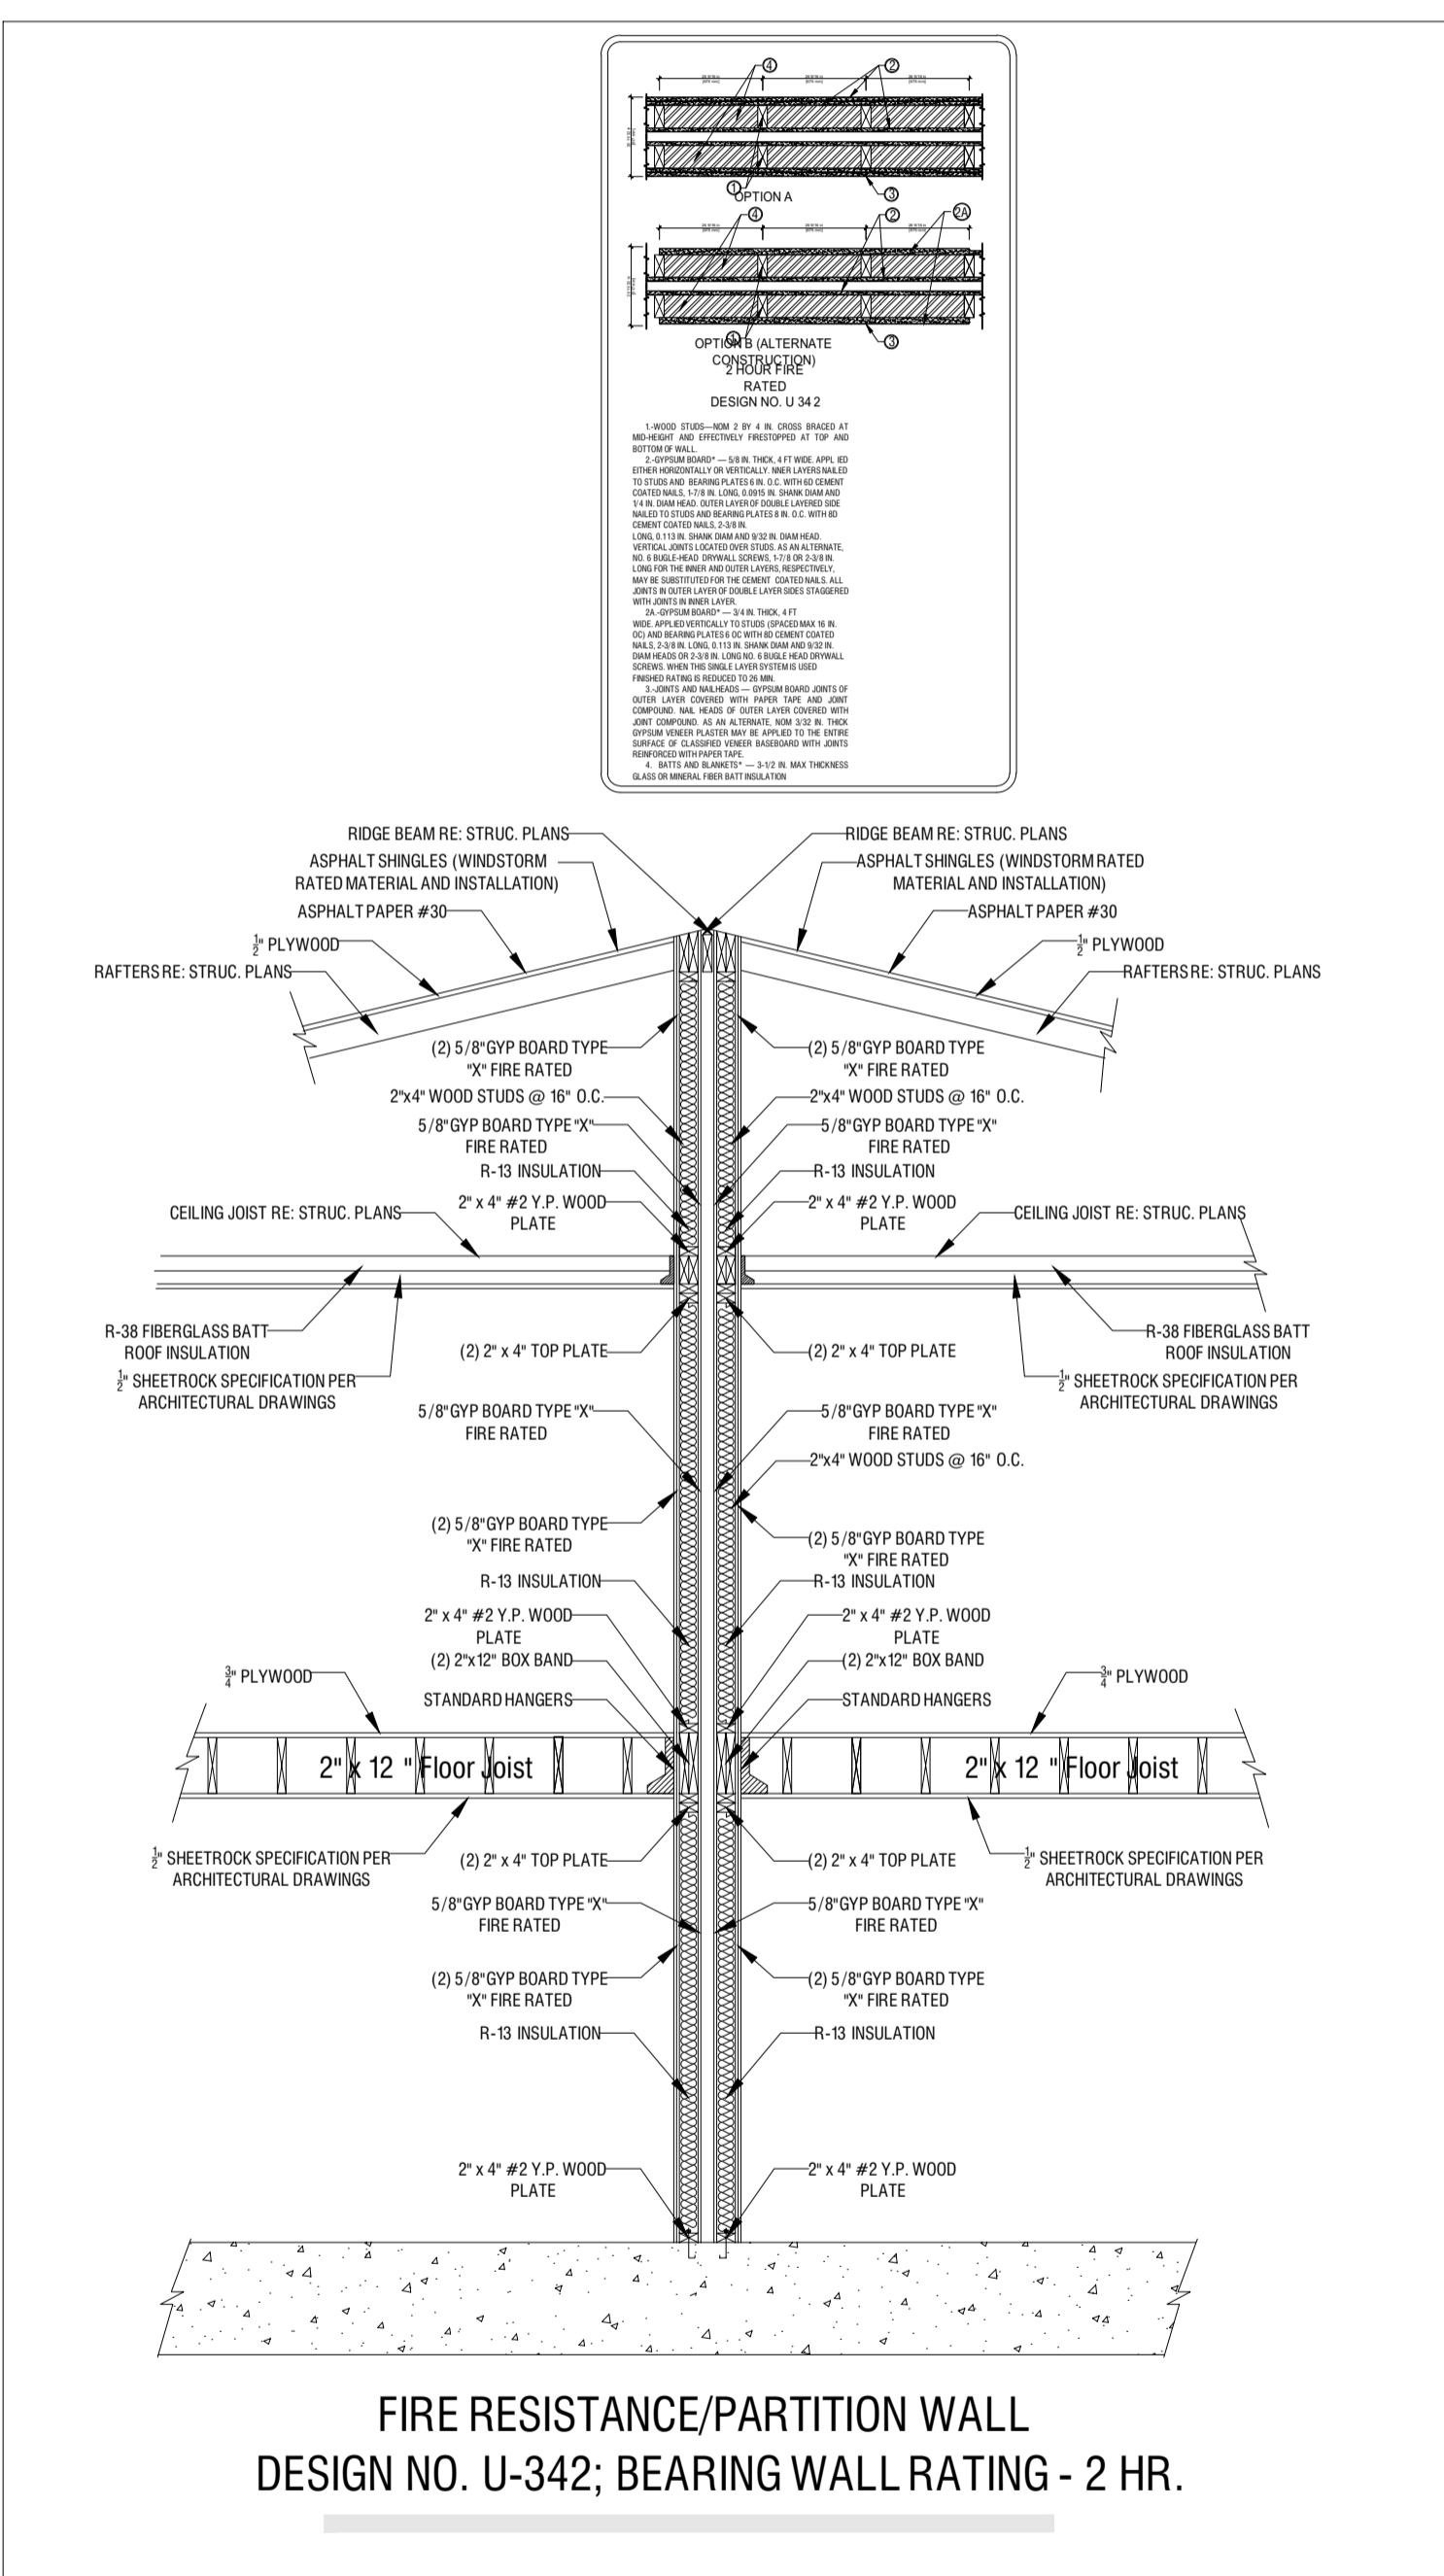 ④
②
①
OPTION A
③
④
②
2A
①
OPTION B (ALTERNATE
CONSTRUCTION)
③
2 HOUR FIRE
RATED
DESIGN NO. U 342
1.-WOOD STUDS—NOM 2 BY 4 IN. CROSS BRACED AT
MID-HEIGHT AND EFFECTIVELY FIRESTOPPED AT TOP AND
BOTTOM OF WALL.
2.-GYPSUM BOARD* — 5/8 IN. THICK, 4 FT WIDE. APPL IED
EITHER HORIZONTALLY OR VERTICALLY. NNER LAYERS NAILED
TO STUDS AND BEARING PLATES 6 IN. O.C. WITH 6D CEMENT
COATED NAILS, 1-7/8 IN. LONG, 0.0915 IN. SHANK DIAM AND
1/4 IN. DIAM HEAD. OUTER LAYER OF DOUBLE LAYERED SIDE
NAILED TO STUDS AND BEARING PLATES 8 IN. O.C. WITH 8D
CEMENT COATED NAILS, 2-3/8 IN.
LONG, 0.113 IN. SHANK DIAM AND 9/32 IN. DIAM HEAD.
VERTICAL JOINTS LOCATED OVER STUDS. AS AN ALTERNATE,
NO. 6 BUGLE-HEAD DRYWALL SCREWS, 1-7/8 OR 2-3/8 IN.
LONG FOR THE INNER AND OUTER LAYERS, RESPECTIVELY,
MAY BE SUBSTITUTED FOR THE CEMENT COATED NAILS. ALL
JOINTS IN OUTER LAYER OF DOUBLE LAYER SIDES STAGGERED
WITH JOINTS IN INNER LAYER.
2A.-GYPSUM BOARD* — 3/4 IN. THICK, 4 FT
WIDE. APPLIED VERTICALLY TO STUDS (SPACED MAX 16 IN.
OC) AND BEARING PLATES 6 OC WITH 8D CEMENT COATED
NAILS, 2-3/8 IN. LONG, 0.113 IN. SHANK DIAM AND 9/32 IN.
DIAM HEADS OR 2-3/8 IN. LONG NO. 6 BUGLE HEAD DRYWALL
SCREWS. WHEN THIS SINGLE LAYER SYSTEM IS USED
FINISHED RATING IS REDUCED TO 26 MIN.
3.-JOINTS AND NAILHEADS — GYPSUM BOARD JOINTS OF
OUTER LAYER COVERED WITH PAPER TAPE AND JOINT
COMPOUND. NAIL HEADS OF OUTER LAYER COVERED WITH
JOINT COMPOUND. AS AN ALTERNATE, NOM 3/32 IN. THICK
GYPSUM VENEER PLASTER MAY BE APPLIED TO THE ENTIRE
SURFACE OF CLASSIFIED VENEER BASEBOARD WITH JOINTS
REINFORCED WITH PAPER TAPE.
4. BATTS AND BLANKETS* — 3-1/2 IN. MAX THICKNESS
GLASS OR MINERAL FIBER BATT INSULATION
RIDGE BEAM RE: STRUC. PLANS
ASPHALT SHINGLES (WINDSTORM
RATED MATERIAL AND INSTALLATION)
ASPHALT PAPER #30
½" PLYWOOD
RAFTERS RE: STRUC. PLANS
RIDGE BEAM RE: STRUC. PLANS
ASPHALT SHINGLES (WINDSTORM RATED
MATERIAL AND INSTALLATION)
ASPHALT PAPER #30
½" PLYWOOD
RAFTERS RE: STRUC. PLANS
(2) 5/8" GYP BOARD TYPE
"X" FIRE RATED
2"x4" WOOD STUDS @ 16" O.C.
5/8" GYP BOARD TYPE "X"
FIRE RATED
R-13 INSULATION
2" x 4" #2 Y.P. WOOD
PLATE
CEILING JOIST RE: STRUC. PLANS
(2) 5/8" GYP BOARD TYPE
"X" FIRE RATED
2"x4" WOOD STUDS @ 16" O.C.
5/8" GYP BOARD TYPE "X"
FIRE RATED
R-13 INSULATION
2" x 4" #2 Y.P. WOOD
PLATE
CEILING JOIST RE: STRUC. PLANS
R-38 FIBERGLASS BATT
ROOF INSULATION
½" SHEETROCK SPECIFICATION PER
ARCHITECTURAL DRAWINGS
(2) 2" x 4" TOP PLATE
(2) 2" x 4" TOP PLATE
R-38 FIBERGLASS BATT
ROOF INSULATION
½" SHEETROCK SPECIFICATION PER
ARCHITECTURAL DRAWINGS
5/8" GYP BOARD TYPE "X"
FIRE RATED
(2) 5/8" GYP BOARD TYPE
"X" FIRE RATED
R-13 INSULATION
2" x 4" #2 Y.P. WOOD
PLATE
(2) 2"x12" BOX BAND
STANDARD HANGERS
¾" PLYWOOD
5/8" GYP BOARD TYPE "X"
FIRE RATED
2"x4" WOOD STUDS @ 16" O.C.
(2) 5/8" GYP BOARD TYPE
"X" FIRE RATED
R-13 INSULATION
2" x 4" #2 Y.P. WOOD
PLATE
(2) 2"x12" BOX BAND
STANDARD HANGERS
¾" PLYWOOD
2" x 12 " Floor Joist
2" x 12 " Floor Joist
½" SHEETROCK SPECIFICATION PER
ARCHITECTURAL DRAWINGS
(2) 2" x 4" TOP PLATE
(2) 2" x 4" TOP PLATE
½" SHEETROCK SPECIFICATION PER
ARCHITECTURAL DRAWINGS
5/8" GYP BOARD TYPE "X"
FIRE RATED
(2) 5/8" GYP BOARD TYPE
"X" FIRE RATED
R-13 INSULATION
2" x 4" #2 Y.P. WOOD
PLATE
5/8" GYP BOARD TYPE "X"
FIRE RATED
(2) 5/8" GYP BOARD TYPE
"X" FIRE RATED
R-13 INSULATION
2" x 4" #2 Y.P. WOOD
PLATE
FIRE RESISTANCE/PARTITION WALL
DESIGN NO. U-342; BEARING WALL RATING - 2 HR.